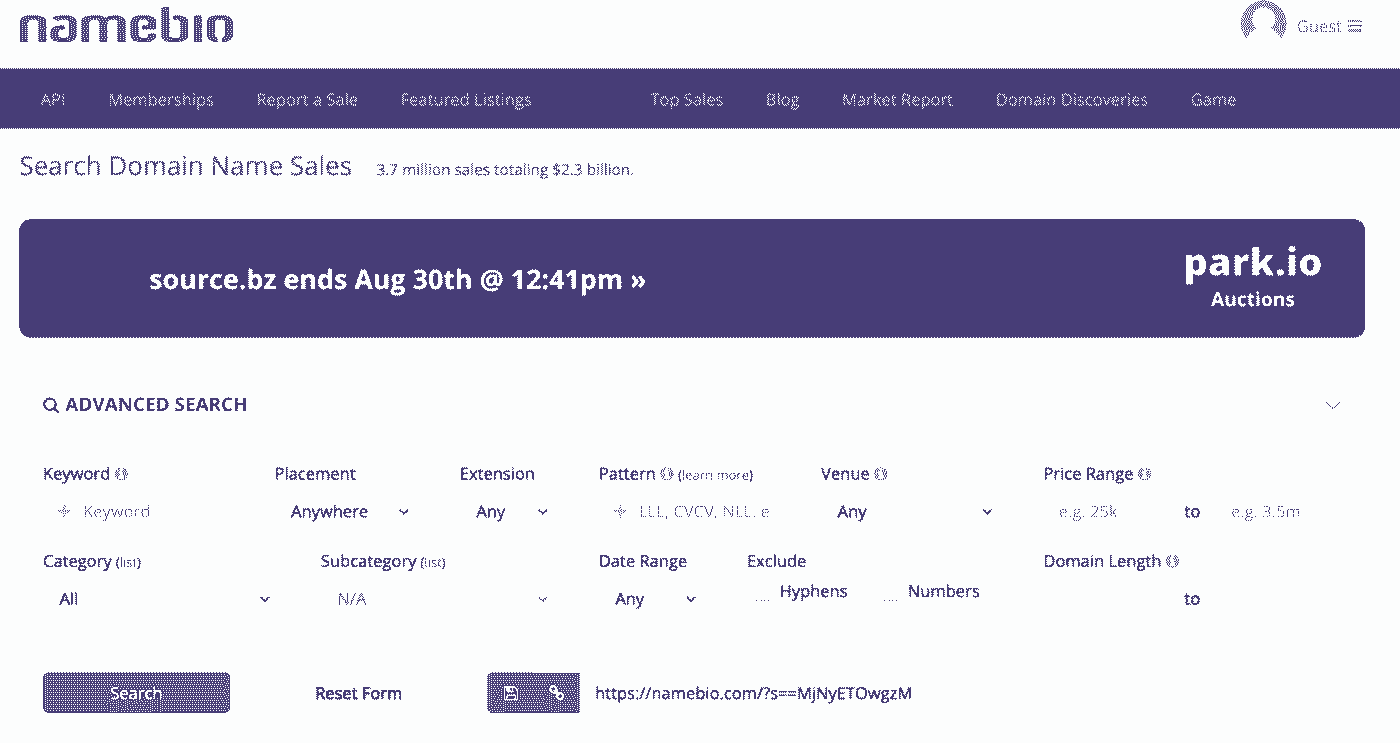 namebio
Guest
API Memberships Report a Sale Featured Listings Top Sales Blog Market Report Domain Discoveries Game
Search Domain Name Sales 3.7 million sales totaling $2.3 billion.
source.bz ends Aug 30th @ 12:41pm »
park.io
Auctions
ADVANCED SEARCH
Keyword Placement Extension Pattern (learn more) Venue Price Range
Keyword Anywhere Any LLL, CVCV, NLL. e Any e.g. 25k to e.g. 3.5m
Category (list) Subcategory (list) Date Range Exclude Domain Length
All N/A Any Hyphens Numbers to
Search Reset Form https://namebio.com/?s==MjNyETOwgzM